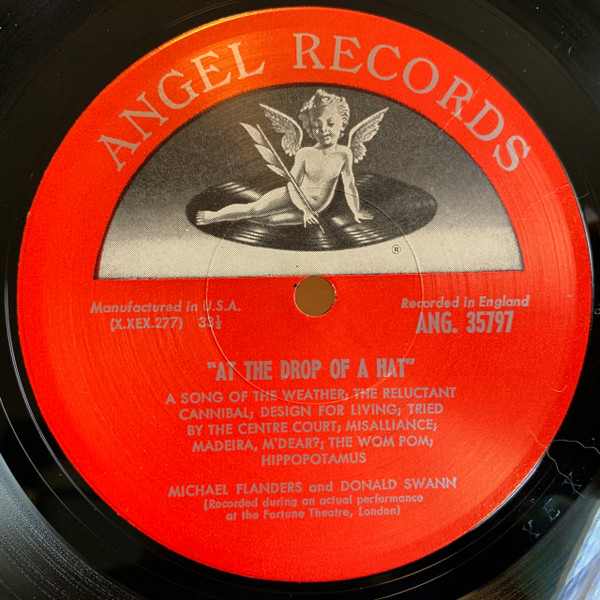 ANGEL RECORDS
®
Manufactured in U.S.A.
(X.XEX.277) 33⅓
Recorded in England
ANG. 35797
"AT THE DROP OF A HAT"
A SONG OF THE WEATHER; THE RELUCTANT
CANNIBAL; DESIGN FOR LIVING; TRIED
BY THE CENTRE COURT; MISALLIANCE;
MADEIRA, M'DEAR?; THE WOM POM;
HIPPOPOTAMUS
MICHAEL FLANDERS and DONALD SWANN
(Recorded during an actual performance
at the Fortune Theatre, London)